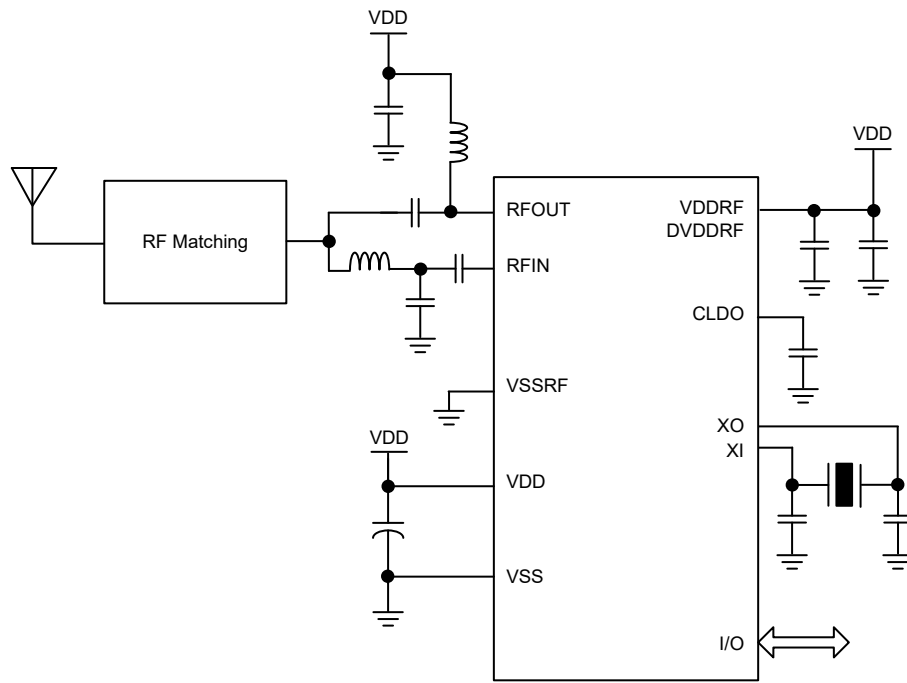 VDD
VDD
RF Matching
RFOUT
VDDRF
DVDDRF
RFIN
CLDO
VSSRF
XO
XI
VDD
VDD
VSS
I/O